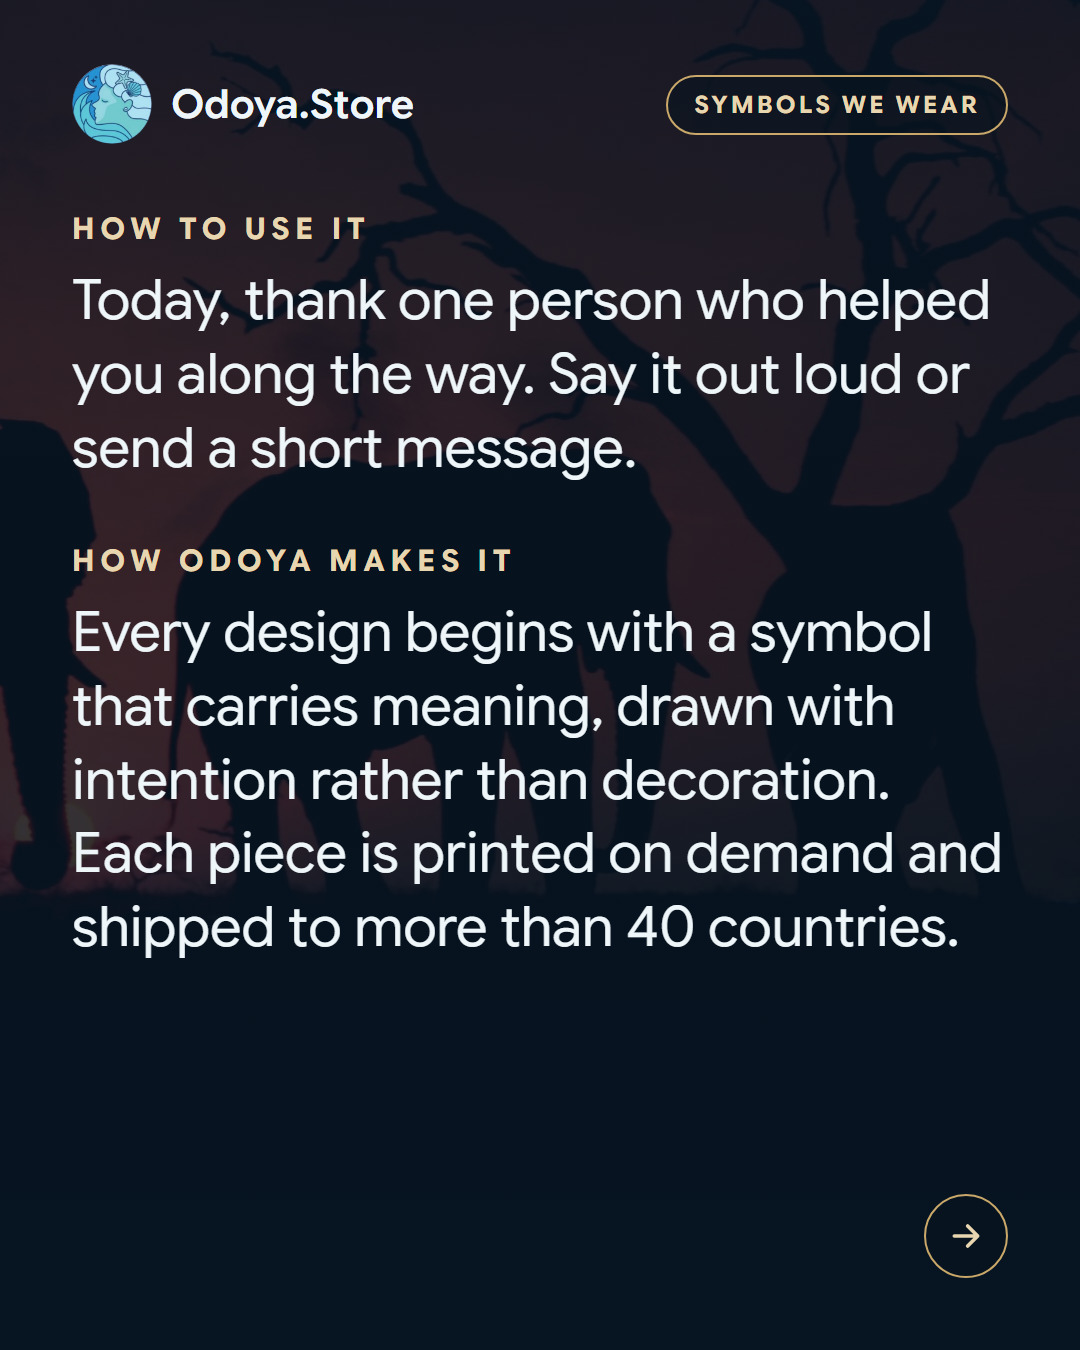 Odoya.Store
SYMBOLS WE WEAR
HOW TO USE IT
Today, thank one person who helped
you along the way. Say it out loud or
send a short message.
HOW ODOYA MAKES IT
Every design begins with a symbol
that carries meaning, drawn with
intention rather than decoration.
Each piece is printed on demand and
shipped to more than 40 countries.